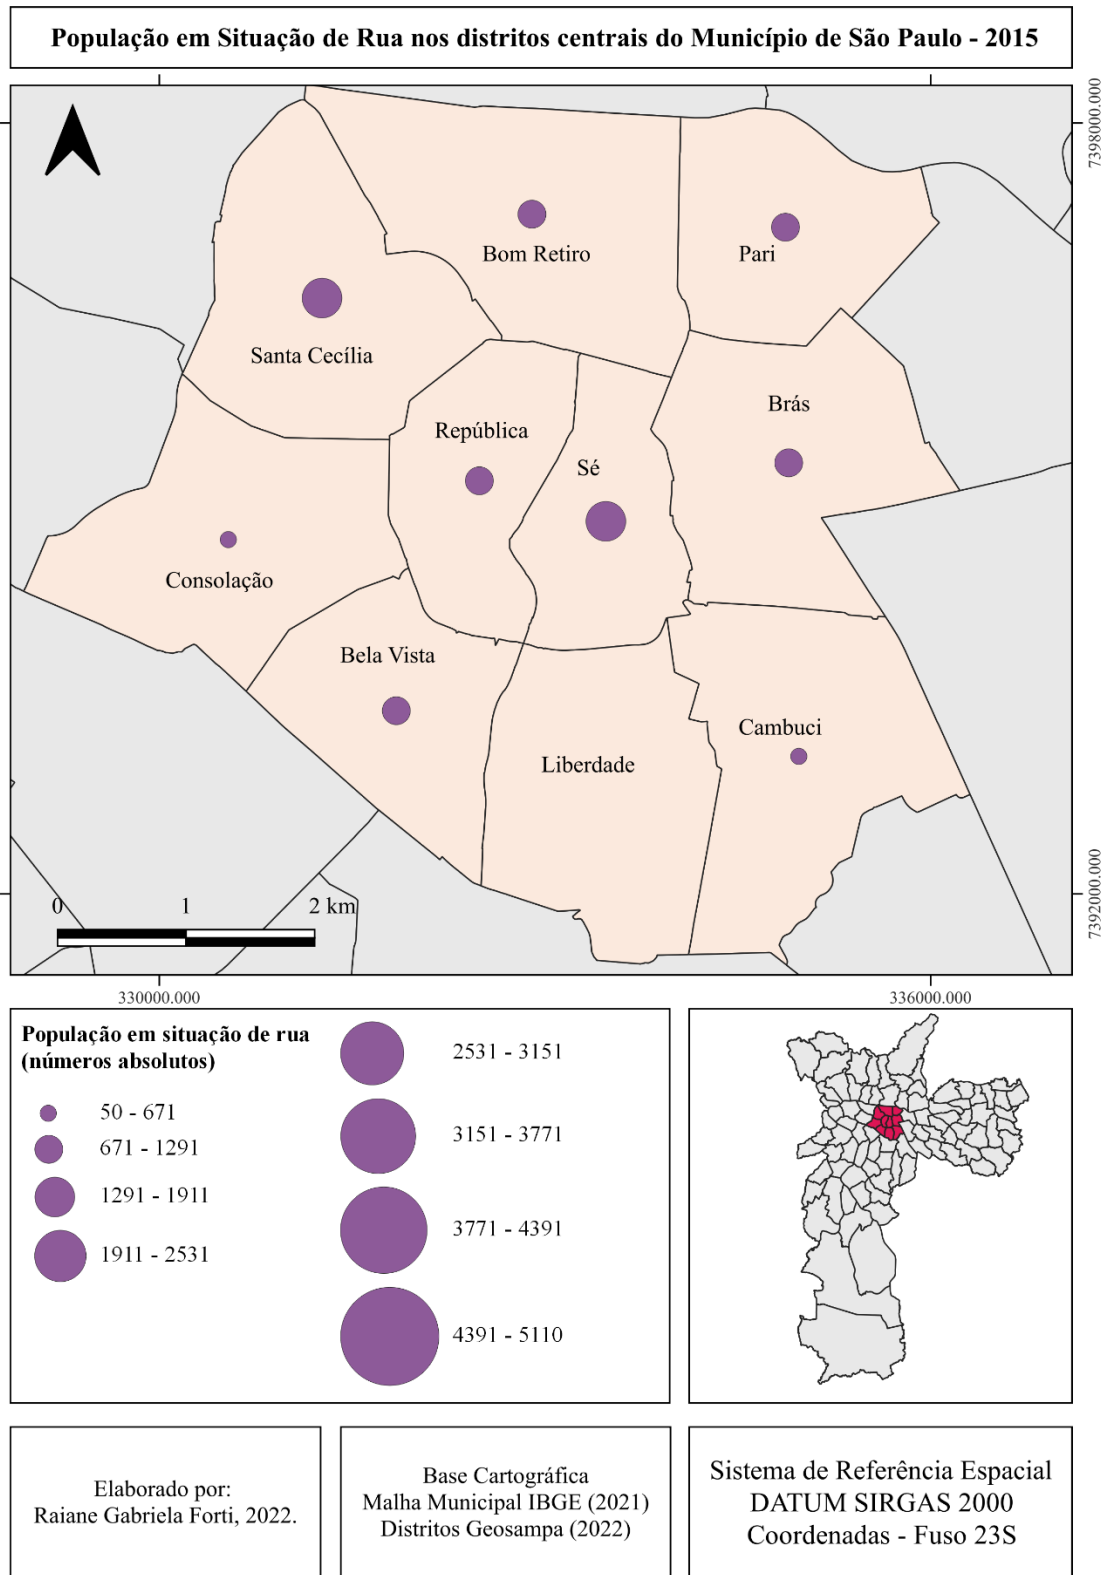 População em Situação de Rua nos distritos centrais do Município de São Paulo - 2015
7398000.000
Bom Retiro
Pari
Santa Cecília
Brás
República
Sé
Consolação
Bela Vista
Cambuci
Liberdade
7392000.000
0 1 2 km
330000.000 336000.000
População em situação de rua
(números absolutos)
50 - 671
671 - 1291
1291 - 1911
1911 - 2531
2531 - 3151
3151 - 3771
3771 - 4391
4391 - 5110
Elaborado por:
Raiane Gabriela Forti, 2022.
Base Cartográfica
Malha Municipal IBGE (2021)
Distritos Geosampa (2022)
Sistema de Referência Espacial
DATUM SIRGAS 2000
Coordenadas - Fuso 23S